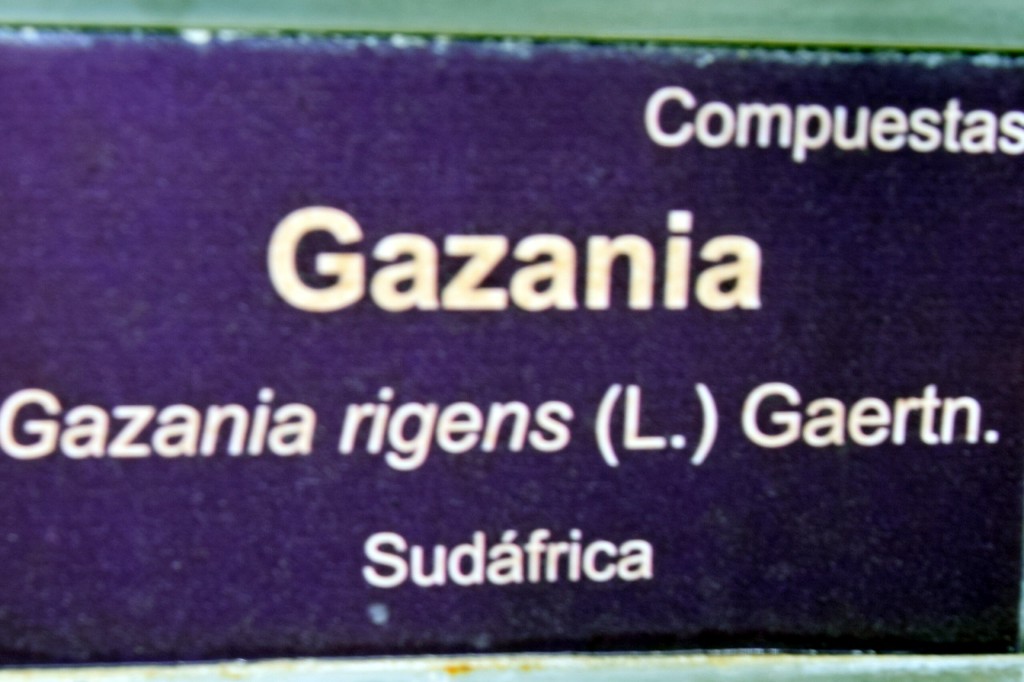 Compuestas
Gazania
Gazania rigens (L.) Gaertn.
Sudáfrica